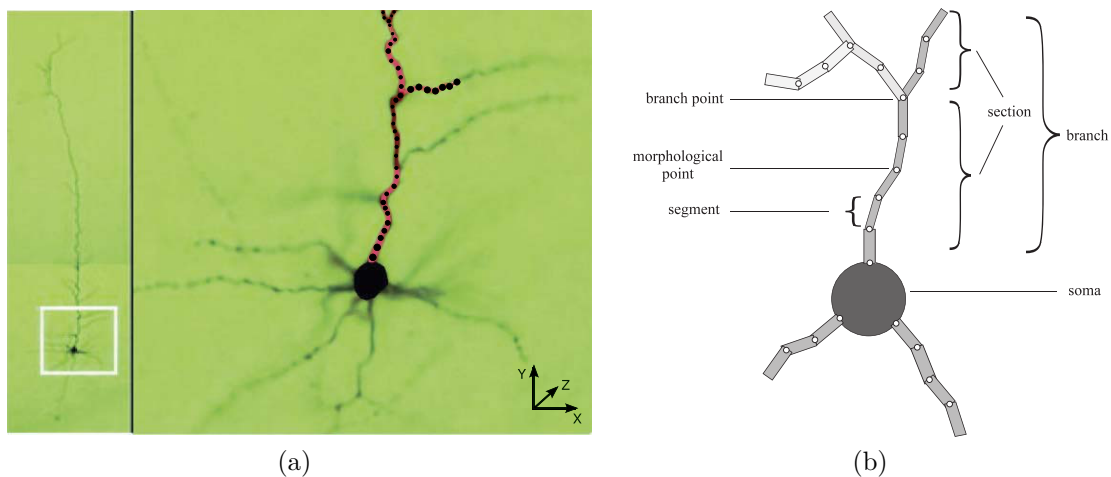 Y
Z
X
(a)
branch point
morphological
point
segment
section
branch
soma
(b)